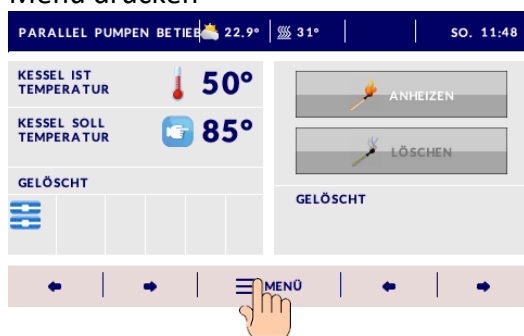 Menü drücken
PARALLEL PUMPEN BETIEB 22.9° 31° SO. 11:48
KESSEL IST
TEMPERATUR 50°
KESSEL SOLL
TEMPERATUR 85°
GELÖSCHT
ANHEIZEN
LÖSCHEN
GELÖSCHT
MENÜ